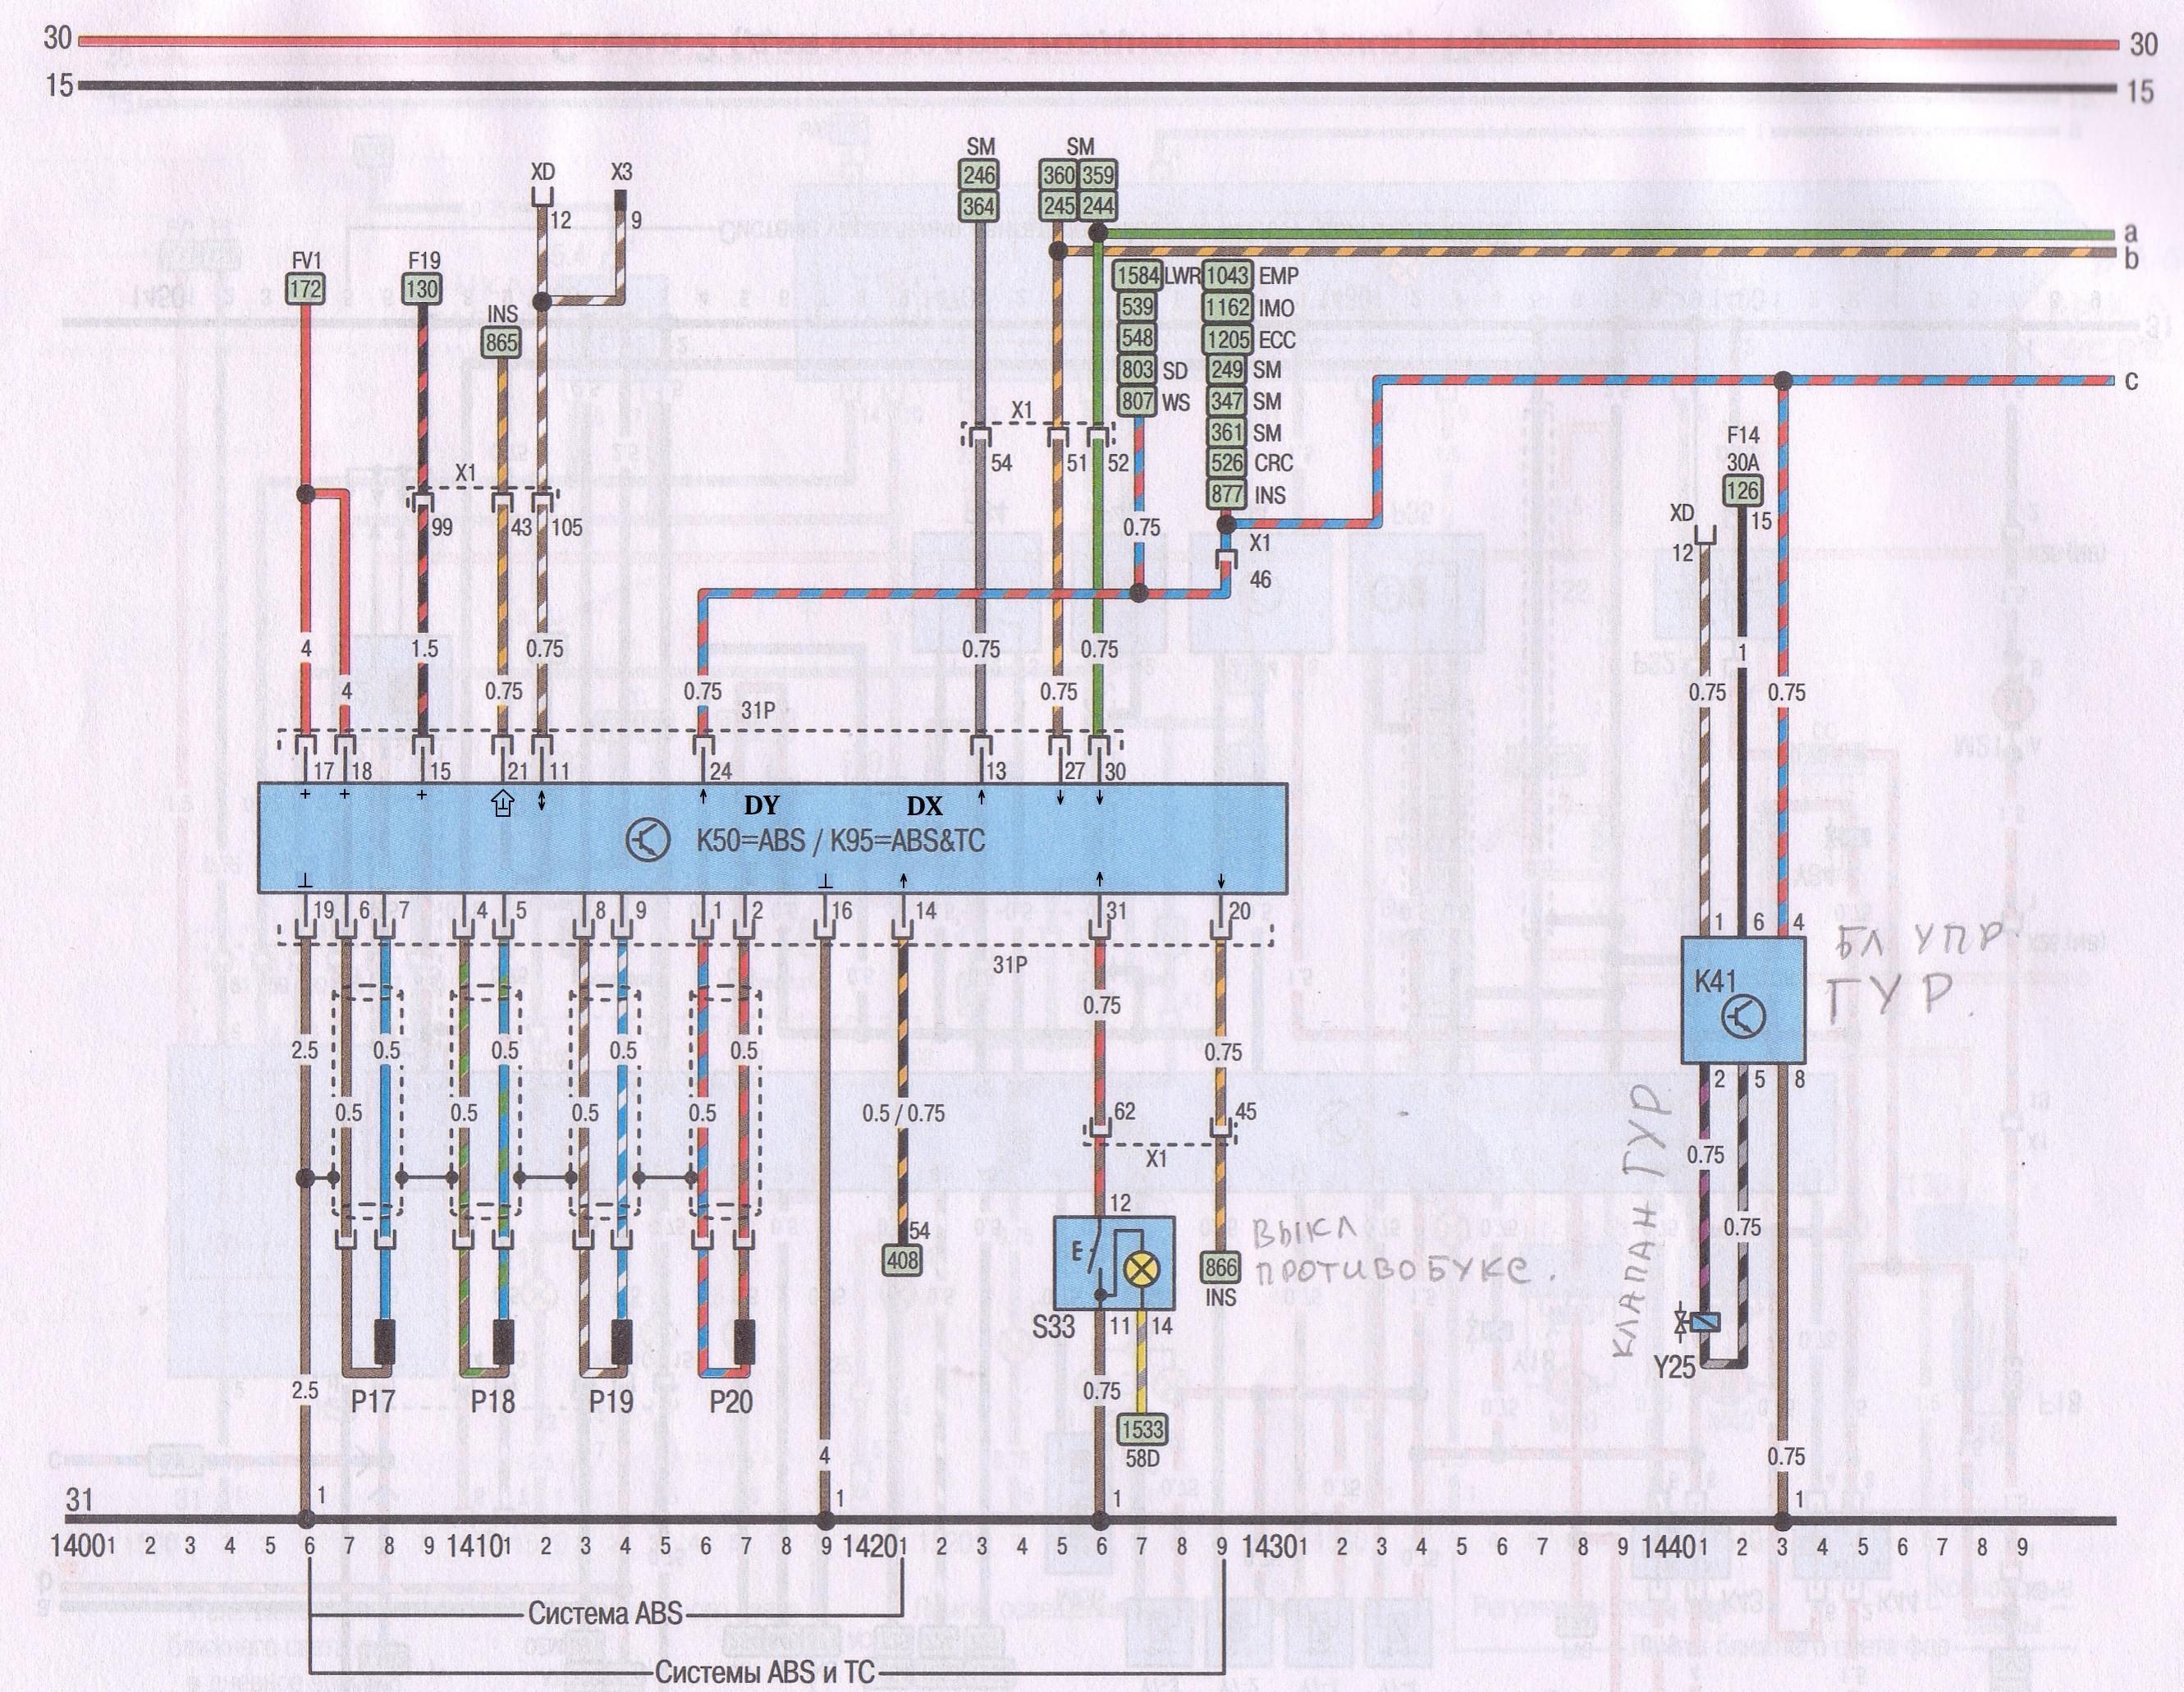 30 30
15 15
SM SM
XD X3 246 360 359
12 9 364 245 244
a
b
FV1 F19
172 130
INS
865
1584 LWR 1043 EMP
539 1162 IMO
548 1205 ECC
803 SD 249 SM
807 WS 347 SM
c
X1
361 SM
54 51 52
526 CRC
877 INS
F14
30A
126
X1
99 43 105
0.75
X1
46
XD 15
12
4 1.5 0.75 0.75 0.75 1
4 0.75 0.75 0.75 0.75 0.75
31P
17 18 15 21 11 24 13 27 30
DY DX
K50=ABS / K95=ABS&TC
19 6 7 4 5 8 9 1 2 16 14 31 20
1 6 4
31P
K41
БЛ УПР
ГУР.
0.75
2.5 0.5 0.5 0.5 0.5 0.75
2 5 8
0.5 0.5 0.5 0.5 0.5 / 0.75 62 45
X1
0.75
КЛАПАН ГУР
12
54
408
E
866
INS
ВЫКЛ
ПРОТИВОБУКС.
0.75
S33 11 14
Y25
P17 P18 P19 P20
2.5 0.75
1533
58D
4 0.75
31 1 1 1 1
1400 1 2 3 4 5 6 7 8 9 1410 1 2 3 4 5 6 7 8 9 1420 1 2 3 4 5 6 7 8 9 1430 1 2 3 4 5 6 7 8 9 1440 1 2 3 4 5 6 7 8 9
Система ABS
Системы ABS и TC